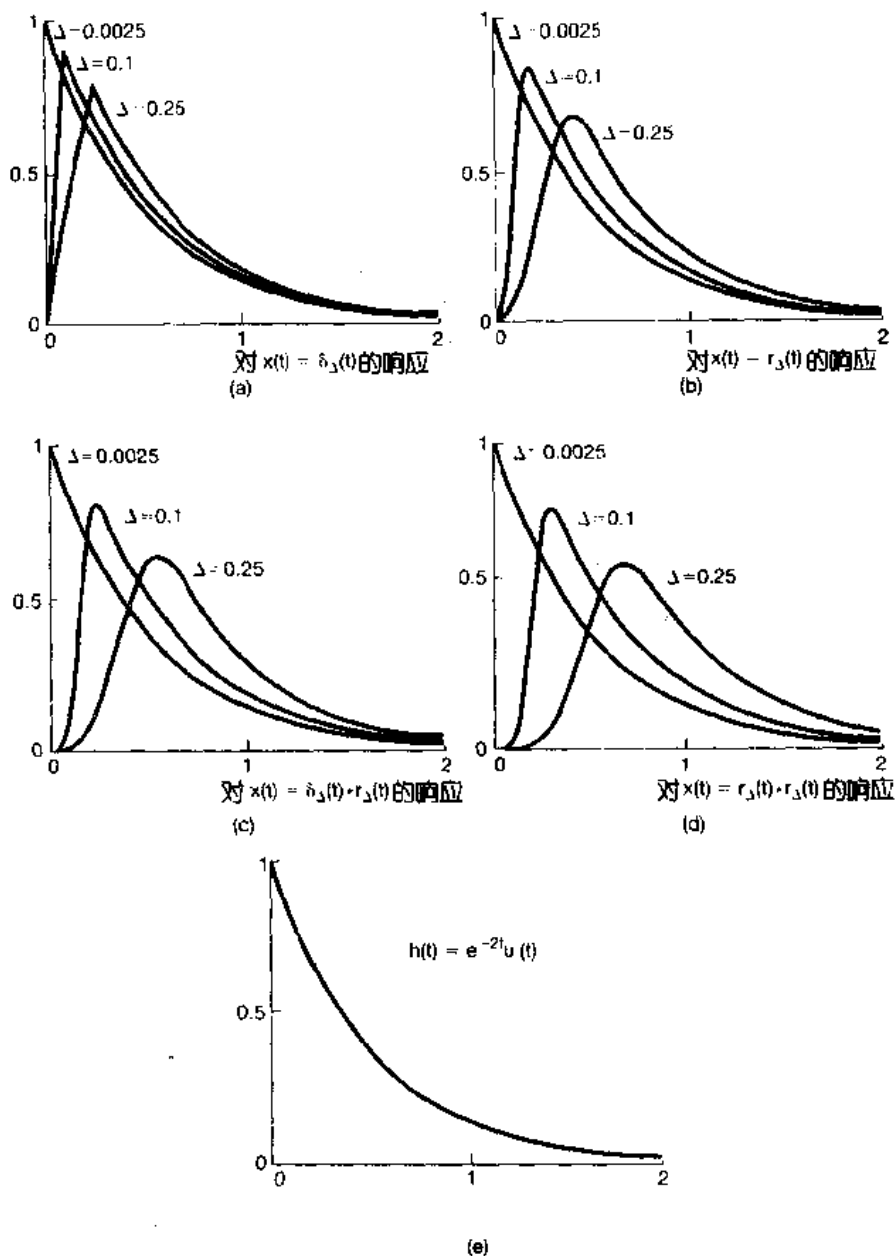 1
Δ=0.0025
Δ=0.1
Δ=0.25
0.5
0
0
1
2
对 x(t) = δΔ(t) 的响应
(a)
1
Δ=0.0025
Δ=0.1
Δ=0.25
0.5
0
0
1
2
对 x(t) = rΔ(t) 的响应
(b)
1
Δ=0.0025
Δ=0.1
Δ=0.25
0.5
0
0
1
2
对 x(t) = δΔ(t)*rΔ(t) 的响应
(c)
1
Δ=0.0025
Δ=0.1
Δ=0.25
0.5
0
0
1
2
对 x(t) = rΔ(t)*rΔ(t) 的响应
(d)
1
h(t) = e^-2t u(t)
0.5
0
0
1
2
(e)